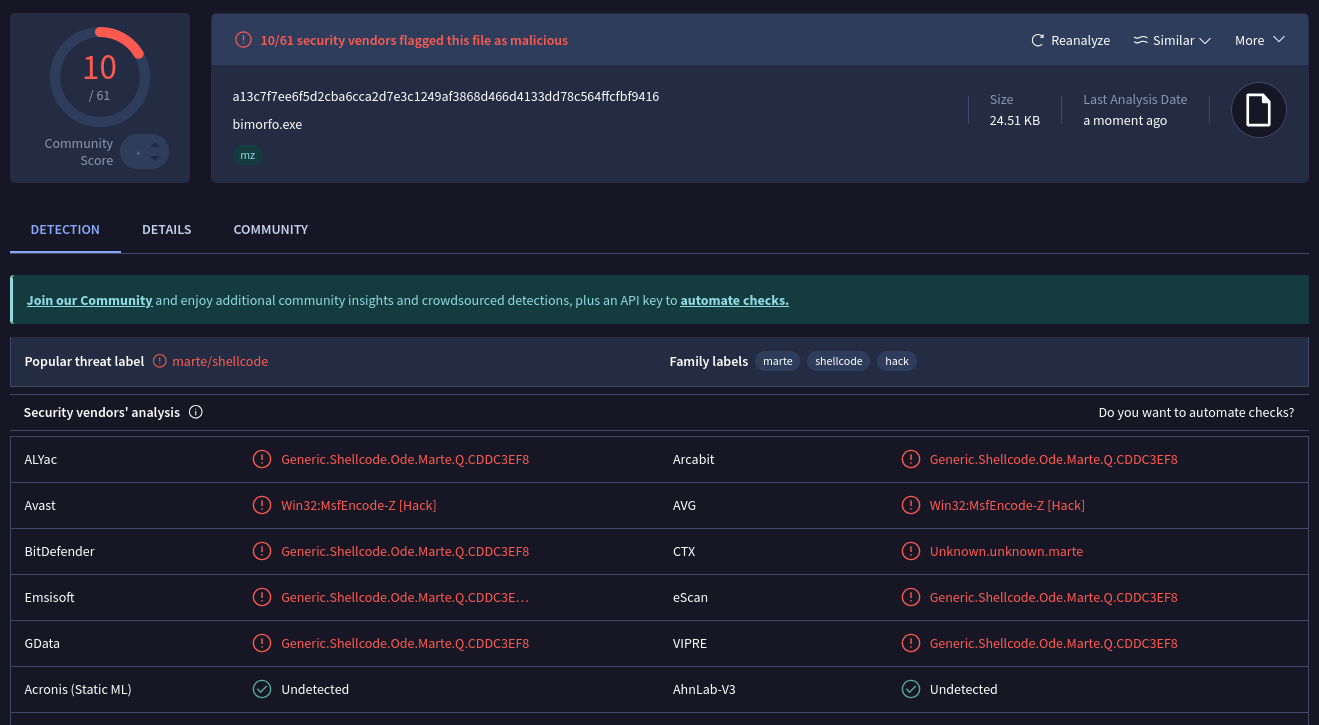 10
/ 61
Community
Score
-
10/61 security vendors flagged this file as malicious
Reanalyze
Similar
More
a13c7f7ee6f5d2cba6cca2d7e3c1249af3868d466d4133dd78c564ffcfbf9416
bimorfo.exe
mz
Size
24.51 KB
Last Analysis Date
a moment ago
DETECTION
DETAILS
COMMUNITY
Join our Community and enjoy additional community insights and crowdsourced detections, plus an API key to automate checks.
Popular threat label marte/shellcode
Family labels marte shellcode hack
Security vendors' analysis
Do you want to automate checks?
ALYac Generic.Shellcode.Ode.Marte.Q.CDDC3EF8
Arcabit Generic.Shellcode.Ode.Marte.Q.CDDC3EF8
Avast Win32:MsfEncode-Z [Hack]
AVG Win32:MsfEncode-Z [Hack]
BitDefender Generic.Shellcode.Ode.Marte.Q.CDDC3EF8
CTX Unknown.unknown.marte
Emsisoft Generic.Shellcode.Ode.Marte.Q.CDDC3E...
eScan Generic.Shellcode.Ode.Marte.Q.CDDC3EF8
GData Generic.Shellcode.Ode.Marte.Q.CDDC3EF8
VIPRE Generic.Shellcode.Ode.Marte.Q.CDDC3EF8
Acronis (Static ML) Undetected
AhnLab-V3 Undetected